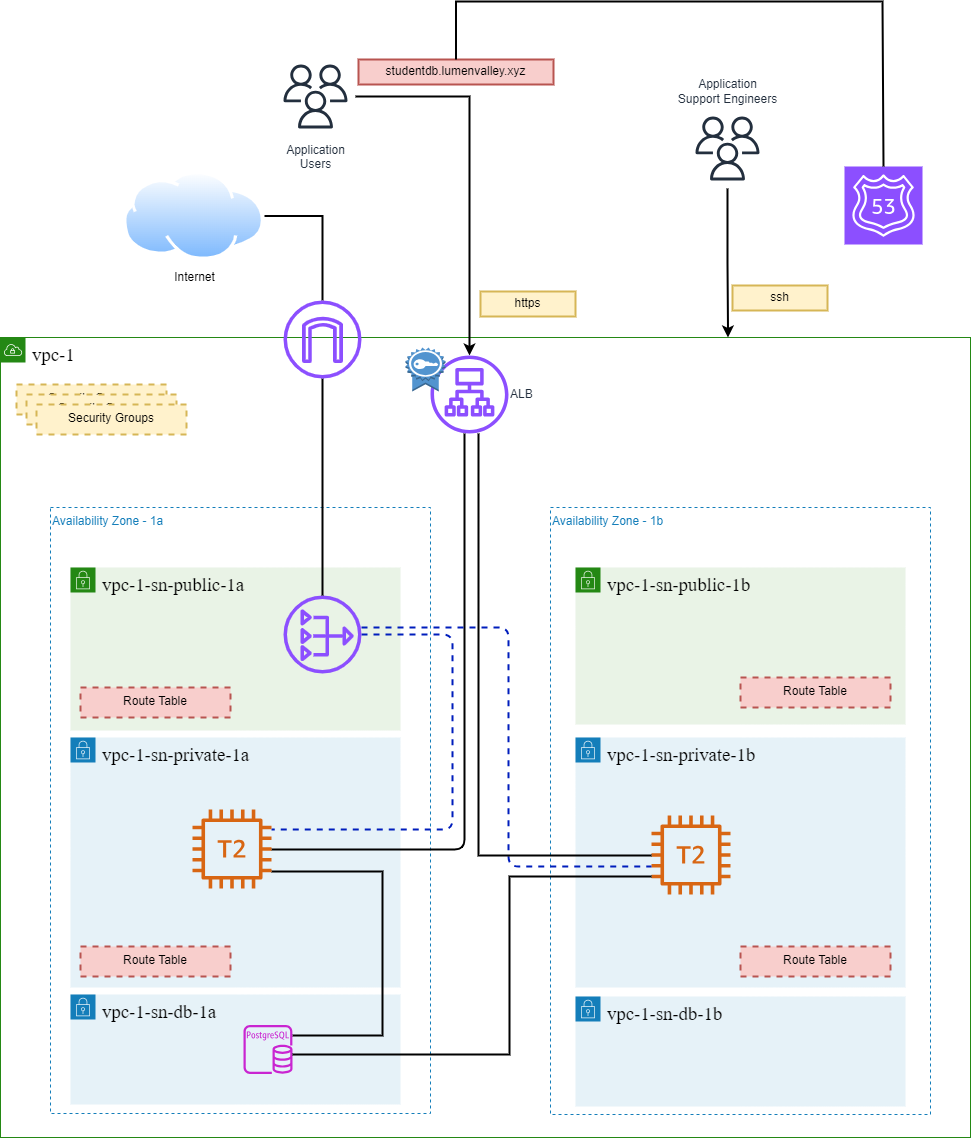 studentdb.lumenvalley.xyz
Application
Support Engineers
Application
Users
53
Internet
https
ssh
vpc-1
ALB
Security Groups
Availability Zone - 1a
Availability Zone - 1b
vpc-1-sn-public-1a
vpc-1-sn-public-1b
Route Table
Route Table
vpc-1-sn-private-1a
vpc-1-sn-private-1b
T2
T2
Route Table
Route Table
vpc-1-sn-db-1a
vpc-1-sn-db-1b
PostgreSQL